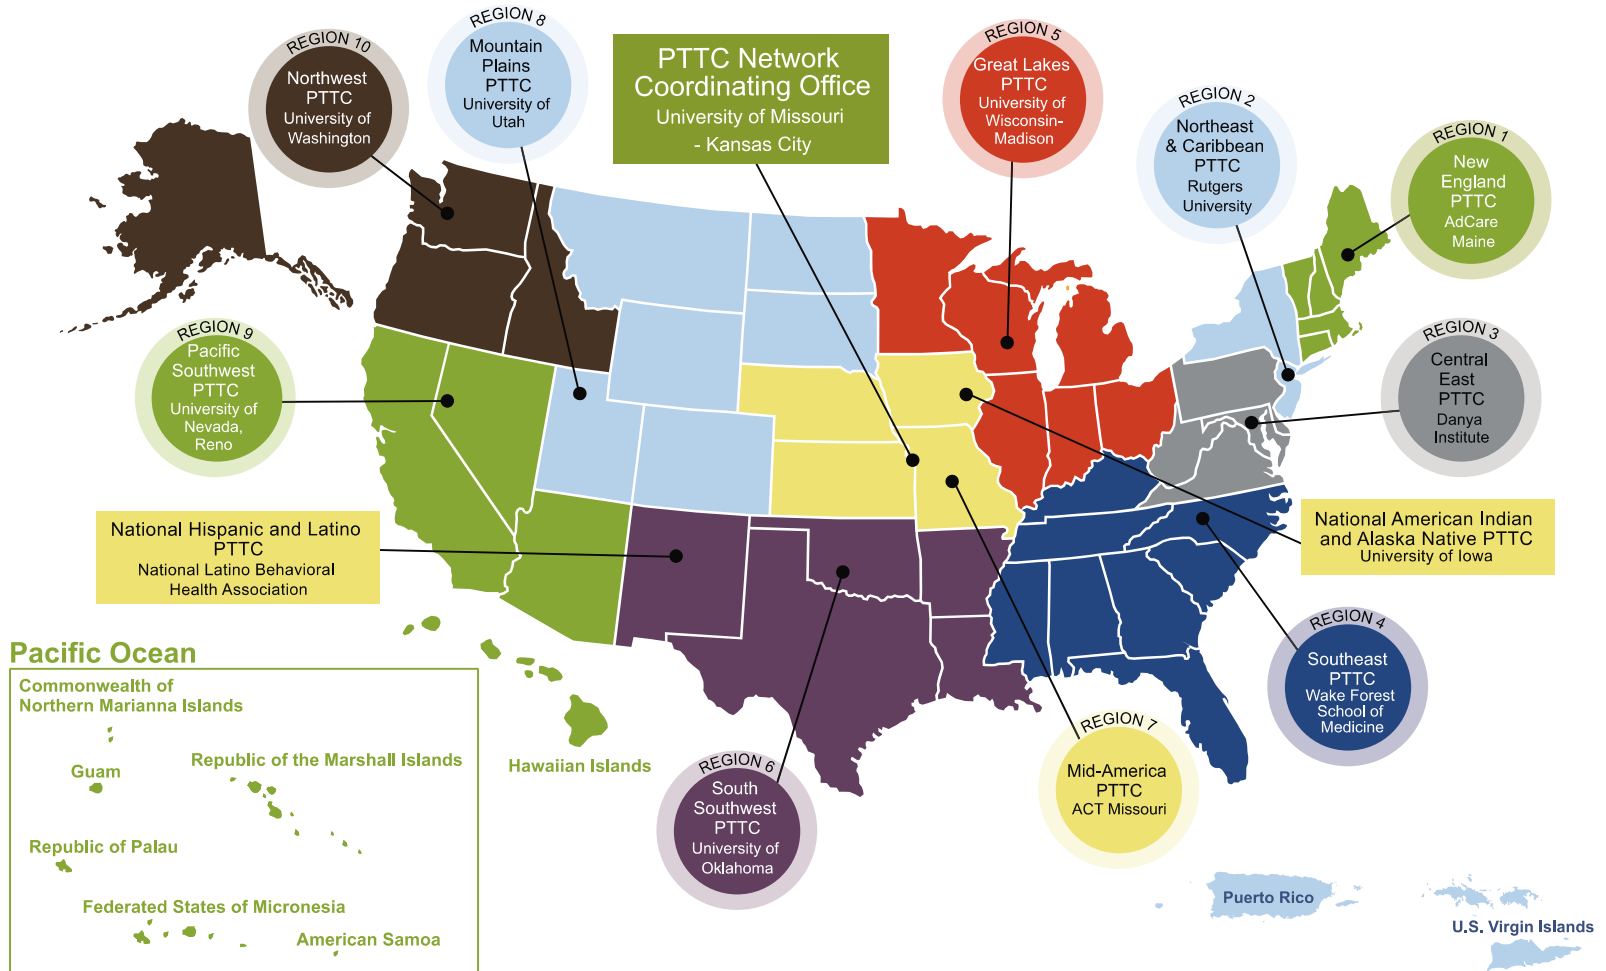 REGION 10
Northwest
PTTC
University of
Washington
REGION 8
Mountain
Plains
PTTC
University of
Utah
PTTC Network
Coordinating Office
University of Missouri
- Kansas City
REGION 5
Great Lakes
PTTC
University of
Wisconsin-
Madison
REGION 2
Northeast
& Caribbean
PTTC
Rutgers
University
REGION 1
New
England
PTTC
AdCare
Maine
REGION 9
Pacific
Southwest
PTTC
University of
Nevada,
Reno
REGION 3
Central
East
PTTC
Danya
Institute
National Hispanic and Latino
PTTC
National Latino Behavioral
Health Association
National American Indian
and Alaska Native PTTC
University of Iowa
REGION 4
Southeast
PTTC
Wake Forest
School of
Medicine
REGION 7
Mid-America
PTTC
ACT Missouri
REGION 6
South
Southwest
PTTC
University of
Oklahoma
Pacific Ocean
Commonwealth of
Northern Marianna Islands
Guam
Republic of the Marshall Islands
Republic of Palau
Federated States of Micronesia
American Samoa
Hawaiian Islands
Puerto Rico
U.S. Virgin Islands